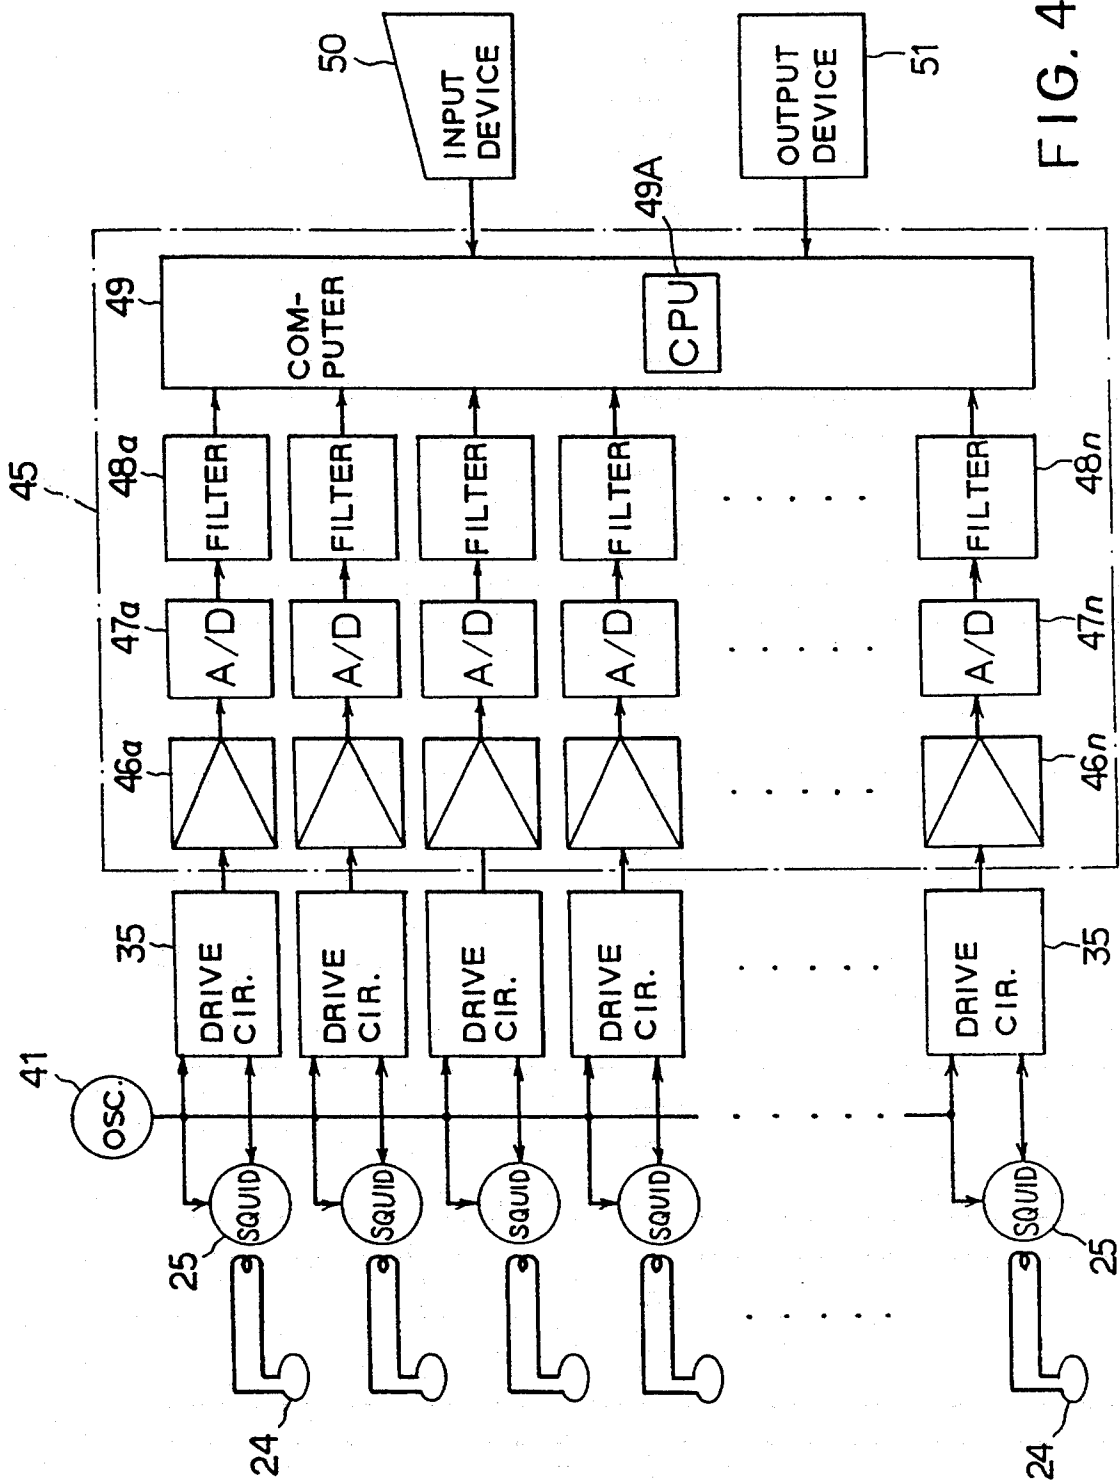 FIG. 4
45
41
OSC.
24
25
SQUID
35
DRIVE
CIR.
46a
47a
A/D
48a
FILTER
49
COM-
PUTER
50
INPUT
DEVICE
SQUID
DRIVE
CIR.
A/D
FILTER
SQUID
DRIVE
CIR.
A/D
FILTER
SQUID
DRIVE
CIR.
A/D
FILTER
49A
CPU
OUTPUT
DEVICE
51
24
25
SQUID
35
DRIVE
CIR.
46n
47n
A/D
48n
FILTER